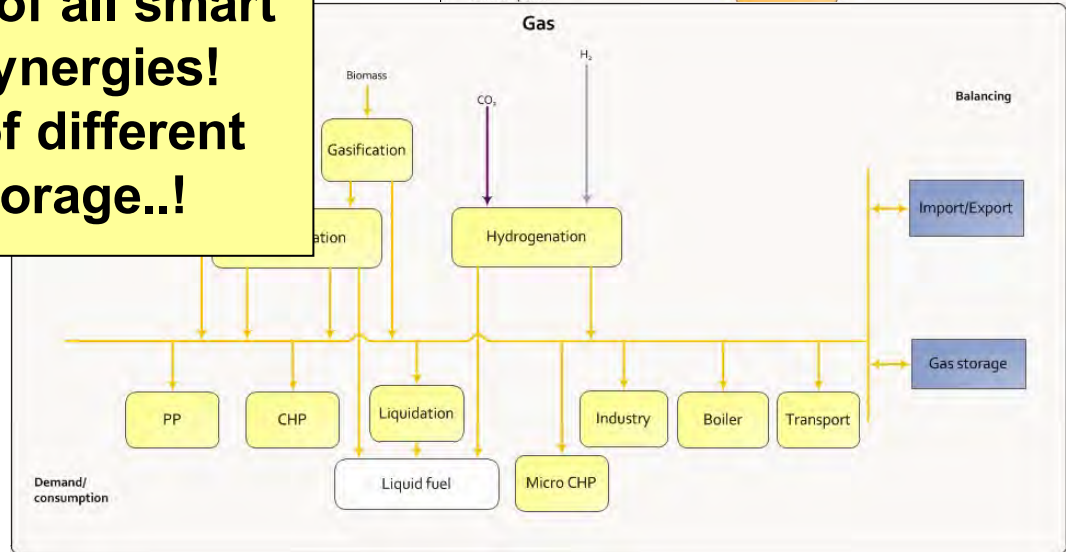 of all smart
ynergies!
of different
orage..!
Gas
H₂
Biomass
CO₂
Balancing
Gasification
Import/Export
ation
Hydrogenation
Gas storage
PP
CHP
Liquidation
Industry
Boiler
Transport
Liquid fuel
Micro CHP
Demand/
consumption